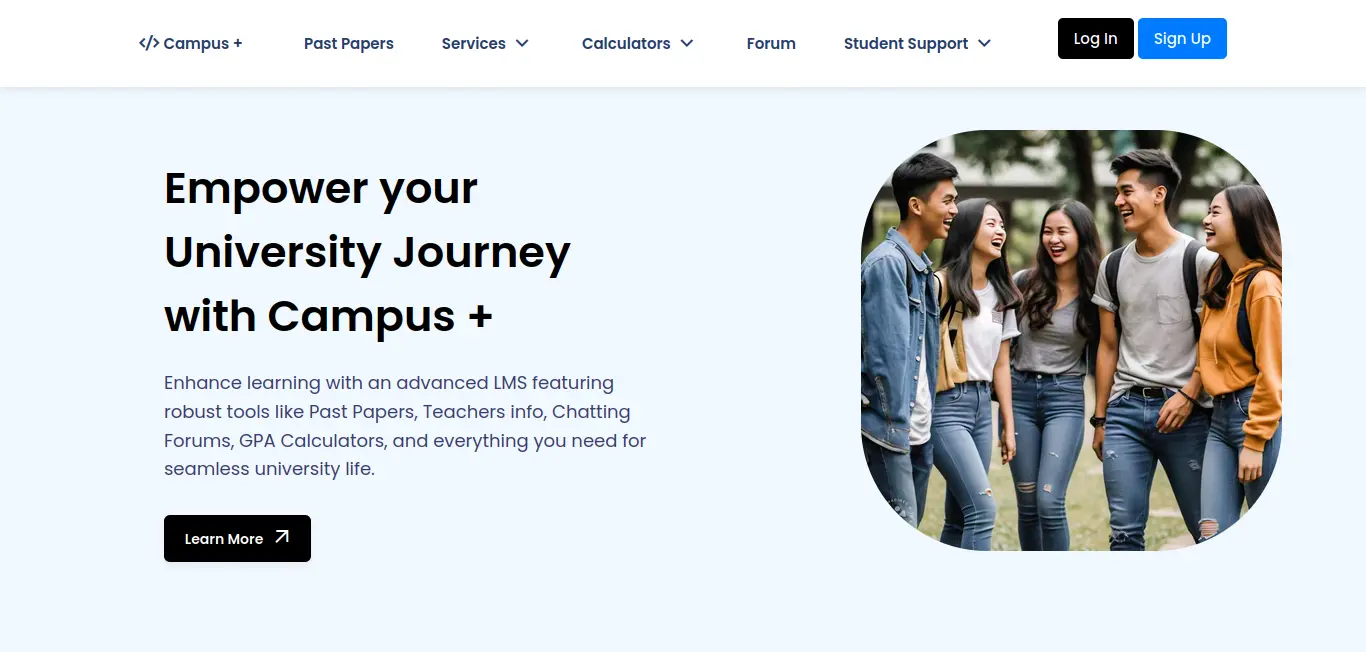 </> Campus +
Past Papers
Services
Calculators
Forum
Student Support
Log In
Sign Up
Empower your
University Journey
with Campus +
Enhance learning with an advanced LMS featuring
robust tools like Past Papers, Teachers info, Chatting
Forums, GPA Calculators, and everything you need for
seamless university life.
Learn More